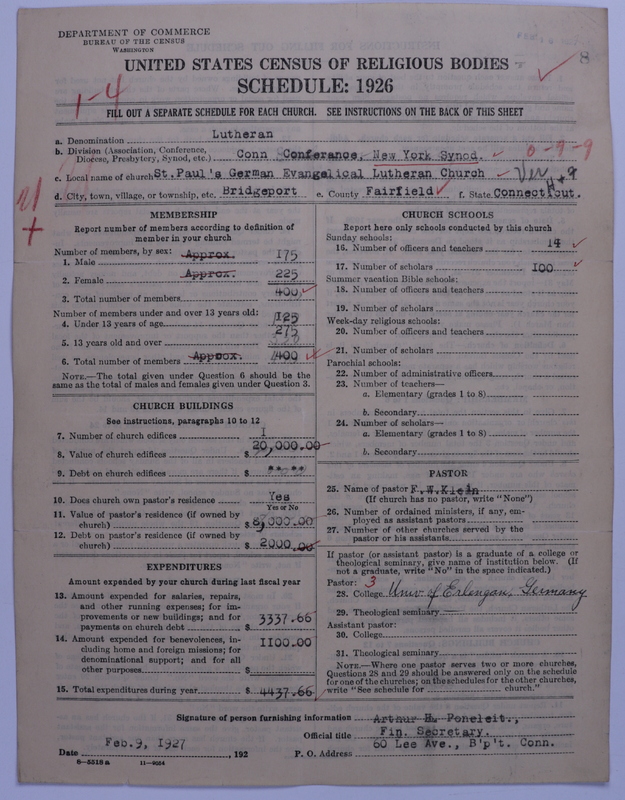 DEPARTMENT OF COMMERCE
BUREAU OF THE CENSUS
WASHINGTON
UNITED STATES CENSUS OF RELIGIOUS BODIES
8
SCHEDULE: 1926
1-4
FILL OUT A SEPARATE SCHEDULE FOR EACH CHURCH. SEE INSTRUCTIONS ON THE BACK OF THIS SHEET
a. Denomination Lutheran
b. Division (Association, Conference, Diocese, Presbytery, Synod, etc.) Conn Conferance, New York Synod. 0-9-9
c. Local name of church St.Paul's German Evangelical Lutheran Church
d. City, town, village, or township, etc. Bridgeport e. County Fairfield f. State Connecticut.
MEMBERSHIP
Report number of members according to definition of
member in your church
Number of members, by sex: Approx.
1. Male 175
Approx.
2. Female 225
3. Total number of members 400
Number of members under and over 13 years old:
4. Under 13 years of age 125
5. 13 years old and over 275
6. Total number of members Approx. 400
NOTE.—The total given under Question 6 should be the
same as the total of males and females given under Question 3.
CHURCH BUILDINGS
See instructions, paragraphs 10 to 12
7. Number of church edifices 1
8. Value of church edifices $ 20,000.00
9. Debt on church edifices $
10. Does church own pastor's residence Yes
Yes or No
11. Value of pastor's residence (if owned by
church) $ 8,000.00
12. Debt on pastor's residence (if owned by
church) $ 2000.00
EXPENDITURES
Amount expended by your church during last fiscal year
13. Amount expended for salaries, repairs,
and other running expenses; for im-
provements or new buildings; and for
payments on church debt $ 3337.66
14. Amount expended for benevolences, in-
cluding home and foreign missions; for
denominational support; and for all
other purposes $ 1100.00
15. Total expenditures during year $ 4437.66
CHURCH SCHOOLS
Report here only schools conducted by this church
Sunday schools:
16. Number of officers and teachers 14
17. Number of scholars 100
Summer vacation Bible schools:
18. Number of officers and teachers
19. Number of scholars
Week-day religious schools:
20. Number of officers and teachers
21. Number of scholars
Parochial schools:
22. Number of administrative officers
23. Number of teachers—
a. Elementary (grades 1 to 8)
b. Secondary
24. Number of scholars—
a. Elementary (grades 1 to 8)
b. Secondary
PASTOR
25. Name of pastor F.W.Klein
(If church has no pastor, write "None")
26. Number of ordained ministers, if any, em-
ployed as assistant pastors
27. Number of other churches served by the
pastor or his assistants
If pastor (or assistant pastor) is a graduate of a college or
theological seminary, give name of institution below. (If
not a graduate, write "No" in the space indicated.)
Pastor: 3
28. College Univ. of Erlengan, Germany
29. Theological seminary
Assistant pastor:
30. College
31. Theological seminary
NOTE.—Where one pastor serves two or more churches,
Questions 28 and 29 should be answered only on the schedule
for one of the churches; on the schedules for the other churches,
write "See schedule for church."
Signature of person furnishing information Arthur H. Poneleit.,
Official title Fin. Secretary.
Date Feb.9, 1927, 192 P. O. Address 60 Lee Ave., B'p't. Conn.
8—5518a 11—9054